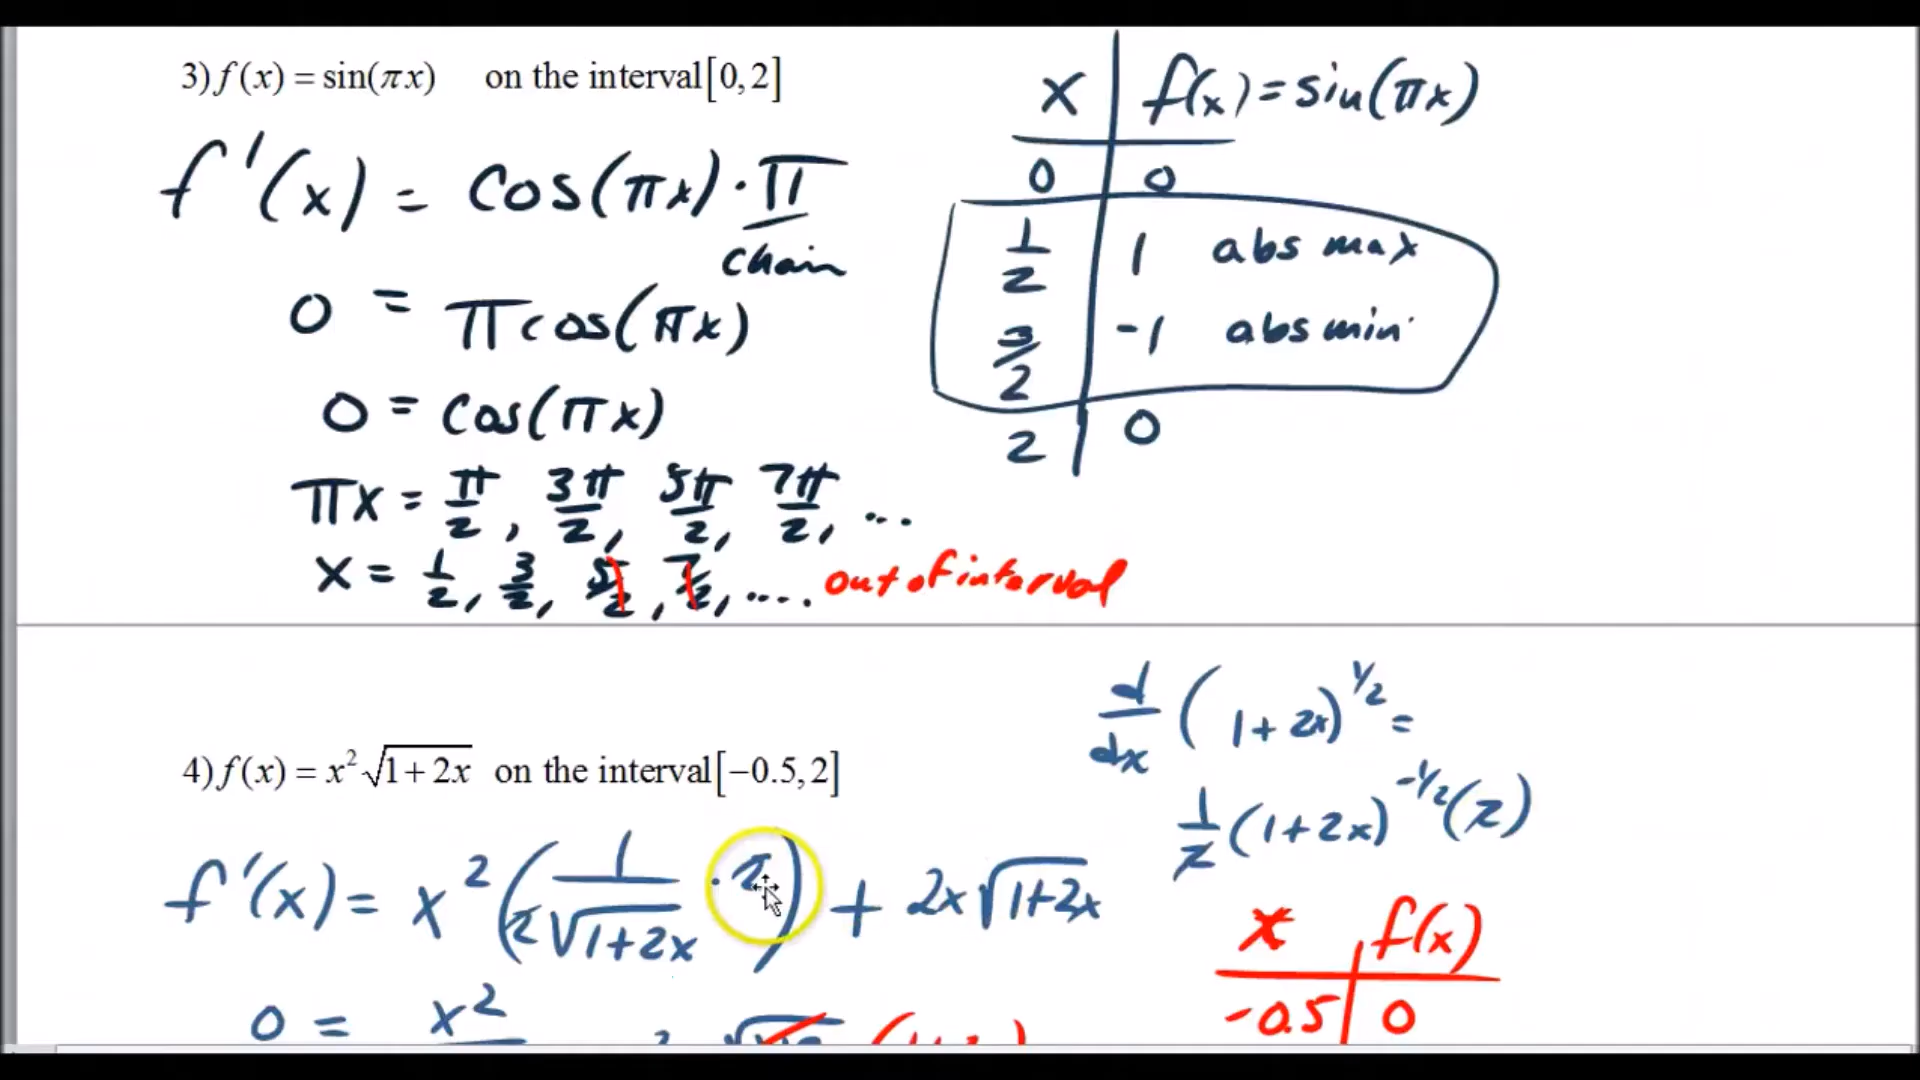 3) f(x) = sin(πx) on the interval [0, 2]
f'(x) = cos(πx) · π
chain
0 = π cos(πx)
0 = cos(πx)
πx = π/2, 3π/2, 5π/2, 7π/2, ...
x = 1/2, 3/2, 5/2, 7/2, .... out of interval
x | f(x) = sin(πx)
0 | 0
1/2 | 1 abs max
3/2 | -1 abs min
2 | 0
4) f(x) = x² √(1 + 2x) on the interval [−0.5, 2]
d/dx (1 + 2x)^1/2 =
1/2 (1 + 2x)^-1/2 (2)
f'(x) = x² (1/(2√(1+2x)) · 2) + 2x √(1+2x)
x | f(x)
-0.5 | 0
0 = x²